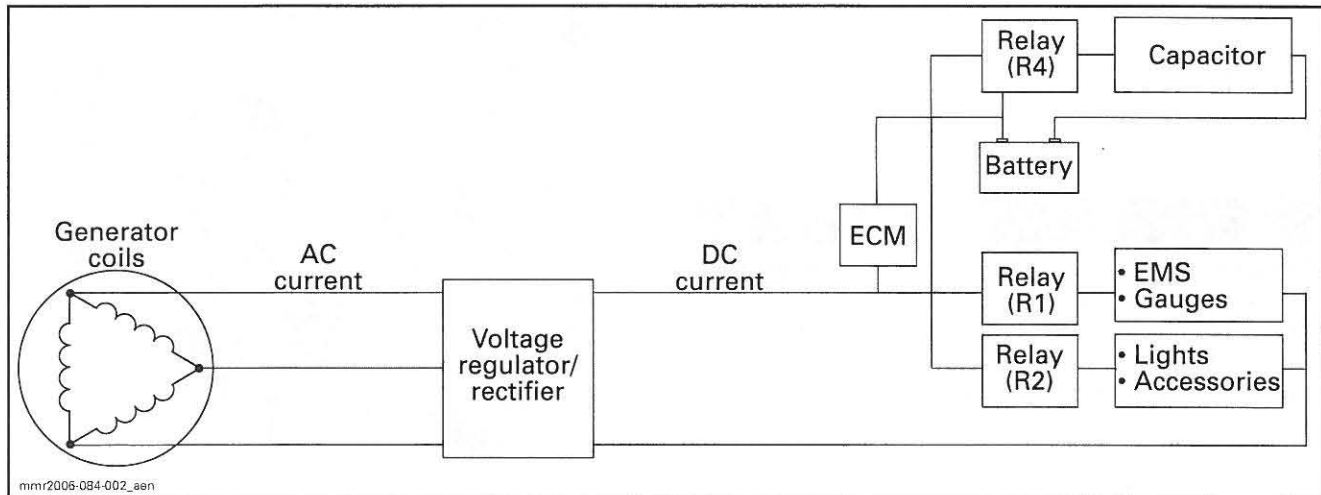 Relay
(R4)
Capacitor
Battery
ECM
Generator
coils
AC
current
DC
current
Voltage
regulator/
rectifier
Relay
(R1)
• EMS
• Gauges
Relay
(R2)
• Lights
• Accessories
mmr2006-084-002_aen